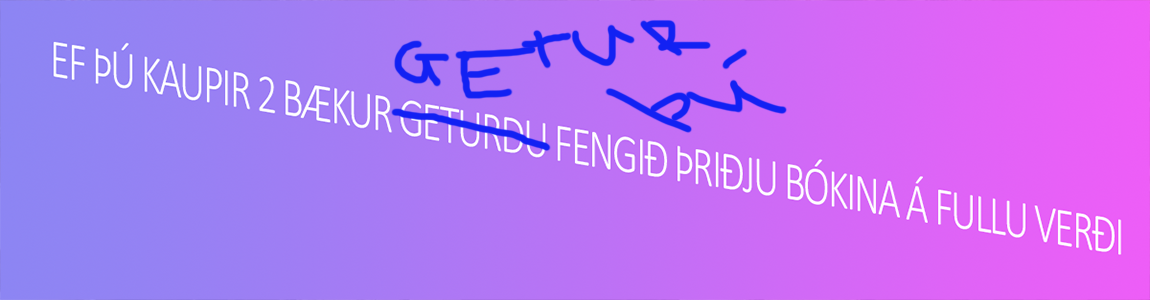 EF ÞÚ KAUPIR 2 BÆKUR GETURÐU FENGIÐ ÞRIÐJU BÓKINA Á FULLU VERÐI
GETUR
ÞÚ